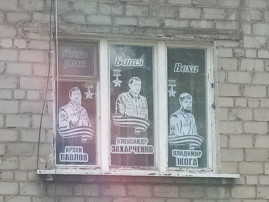 Батя
Воха
АРСЕН
ПАВЛОВ
АЛЕКСАНДР
ЗАХАРЧЕНКО
ВЛАДИМИР
ЖОГА